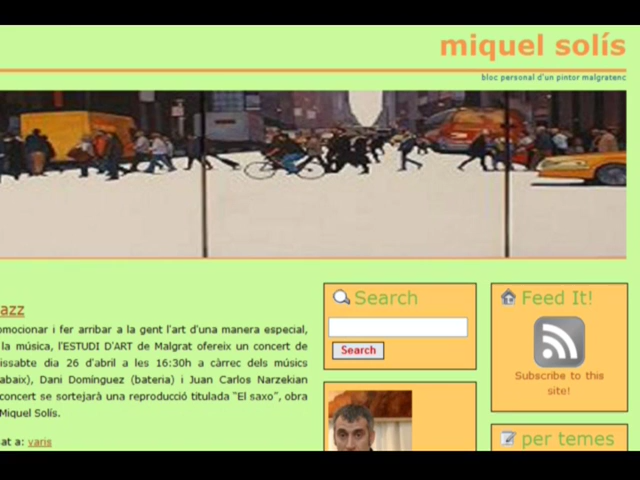 miquel solís
bloc personal d'un pintor malgratenc
azz
omocionar i fer arribar a la gent l'art d'una manera especial,
la música, l'ESTUDI D'ART de Malgrat ofereix un concert de
issabte dia 26 d'abril a les 16:30h a càrrec dels músics
abaix), Dani Domínguez (bateria) i Juan Carlos Narzekian
concert se sortejarà una reproducció titulada "El saxo", obra
Miquel Solís.
at a: varis
Search
Search
Feed It!
Subscribe to this
site!
per temes